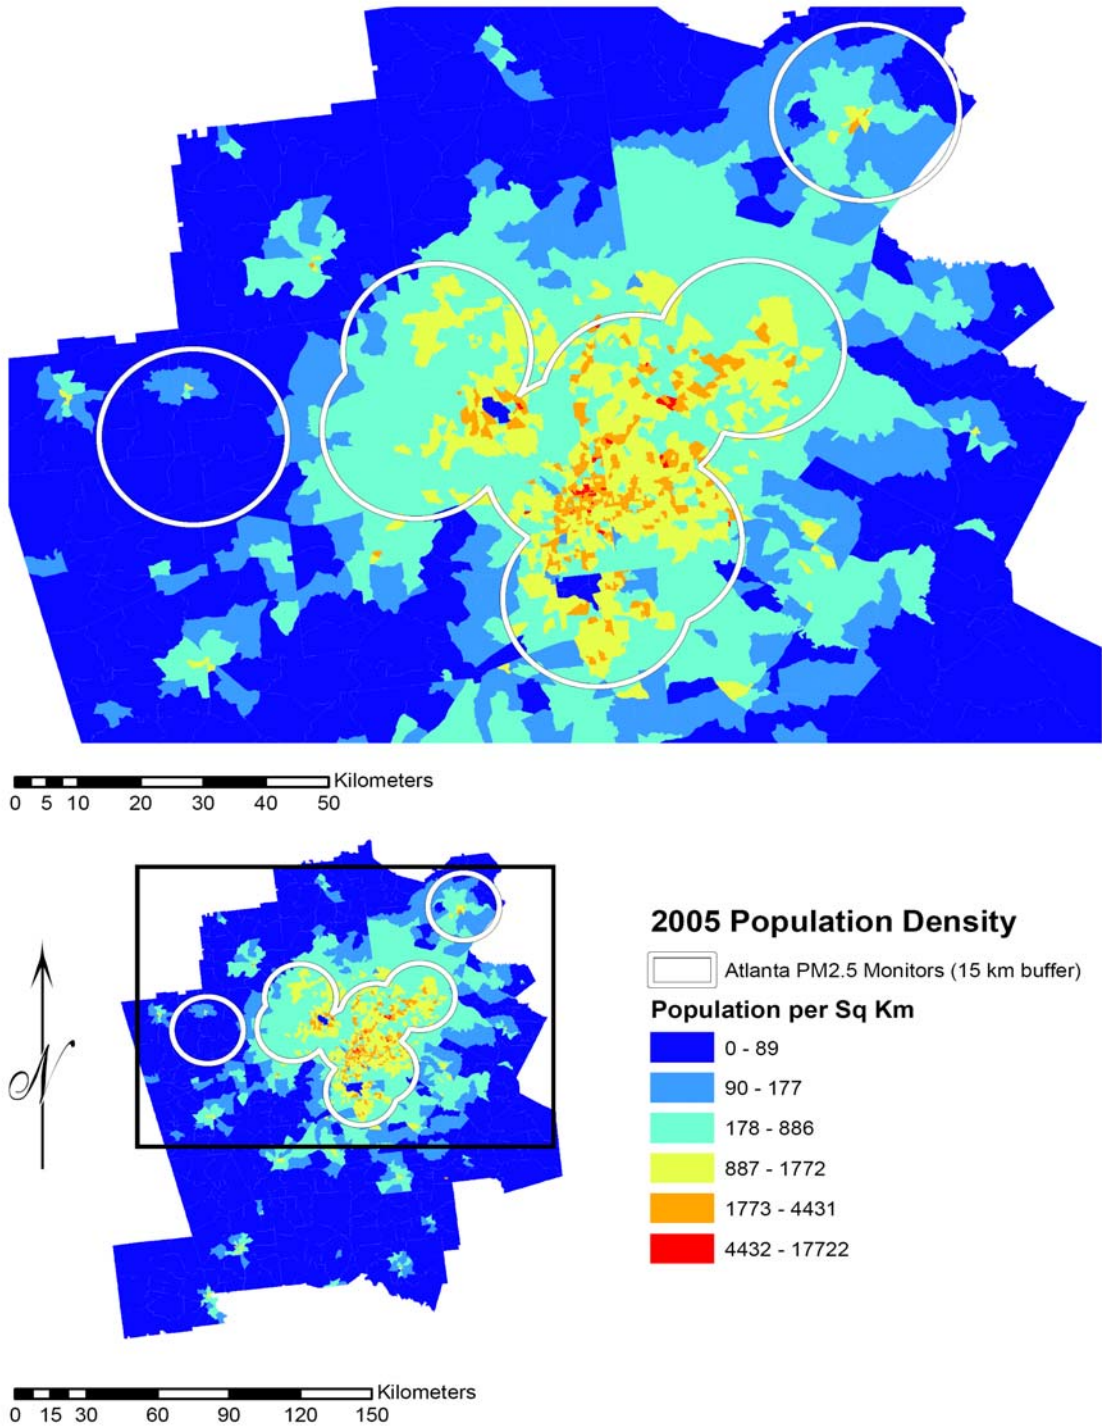 Kilometers
0 5 10 20 30 40 50
2005 Population Density
Atlanta PM2.5 Monitors (15 km buffer)
Population per Sq Km
0 - 89
90 - 177
178 - 886
887 - 1772
1773 - 4431
4432 - 17722
N
Kilometers
0 15 30 60 90 120 150